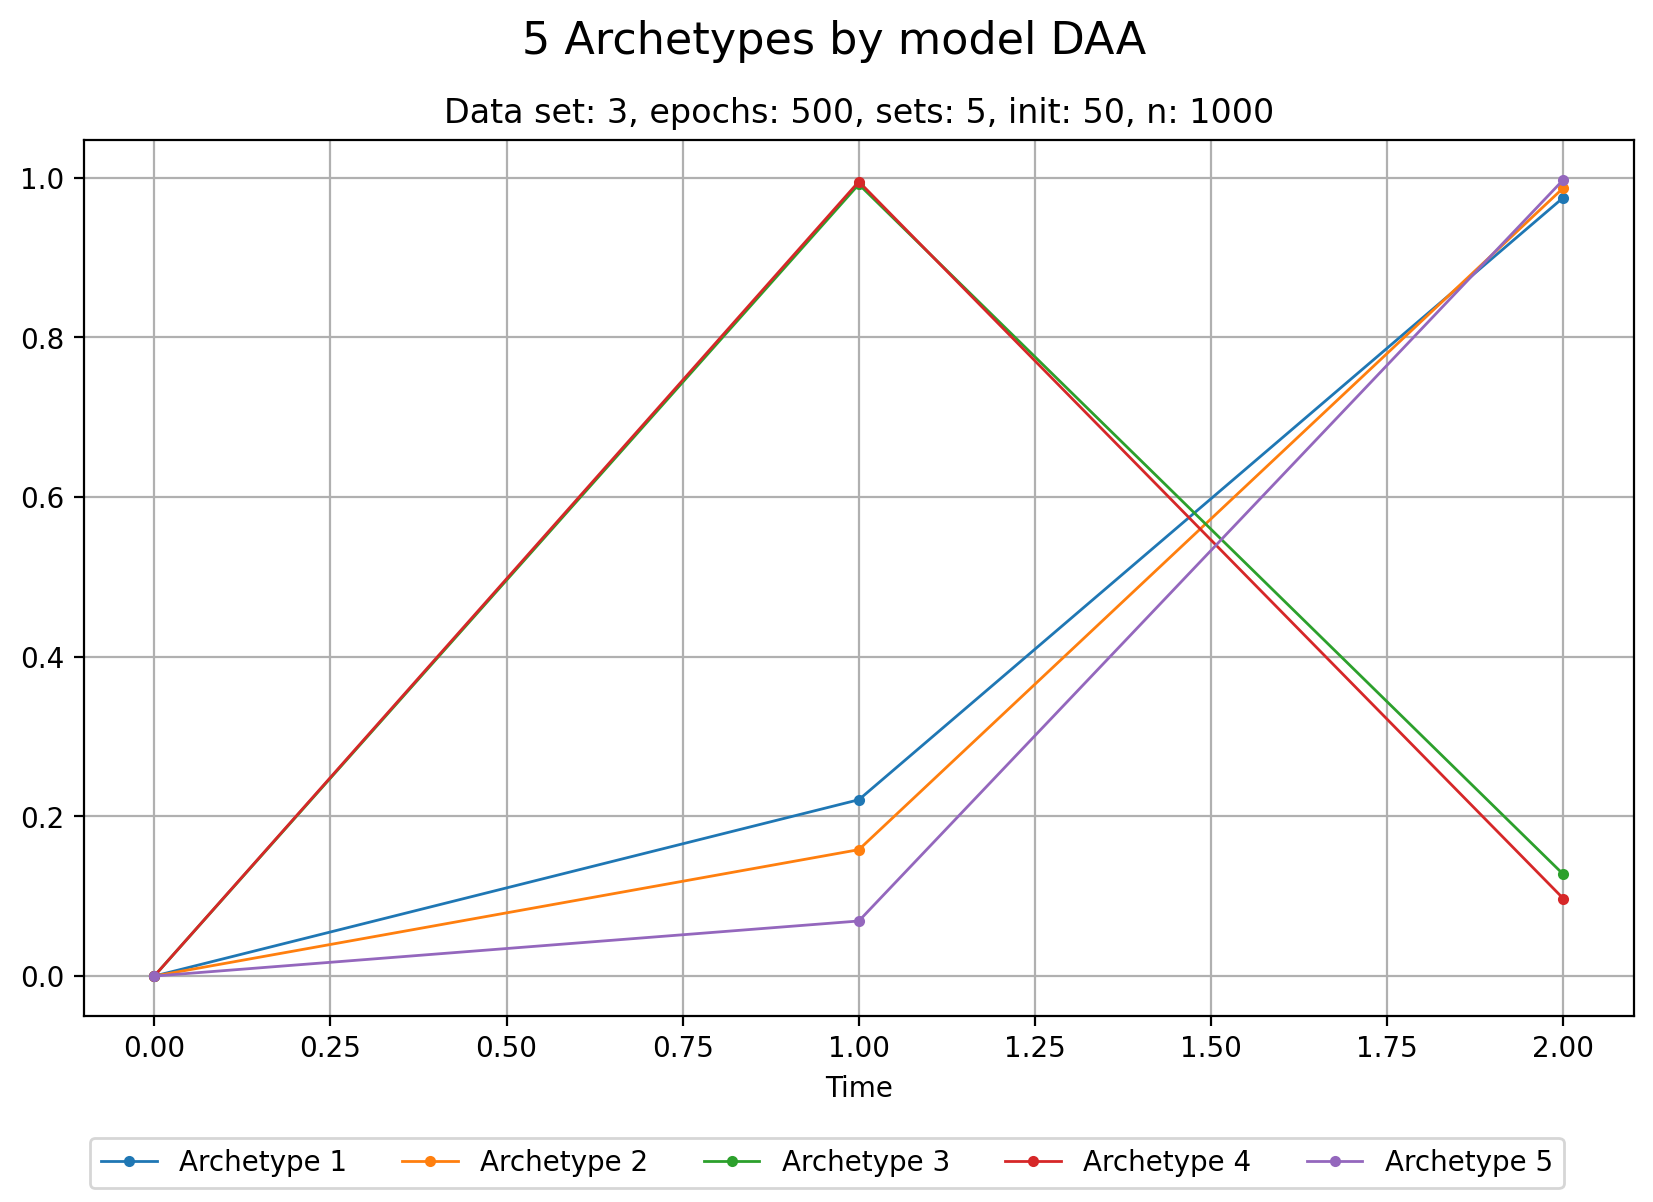 5 Archetypes by model DAA
Data set: 3, epochs: 500, sets: 5, init: 50, n: 1000
1.0
0.8
0.6
0.4
0.2
0.0
0.00 0.25 0.50 0.75 1.00 1.25 1.50 1.75 2.00
Time
Archetype 1 Archetype 2 Archetype 3 Archetype 4 Archetype 5